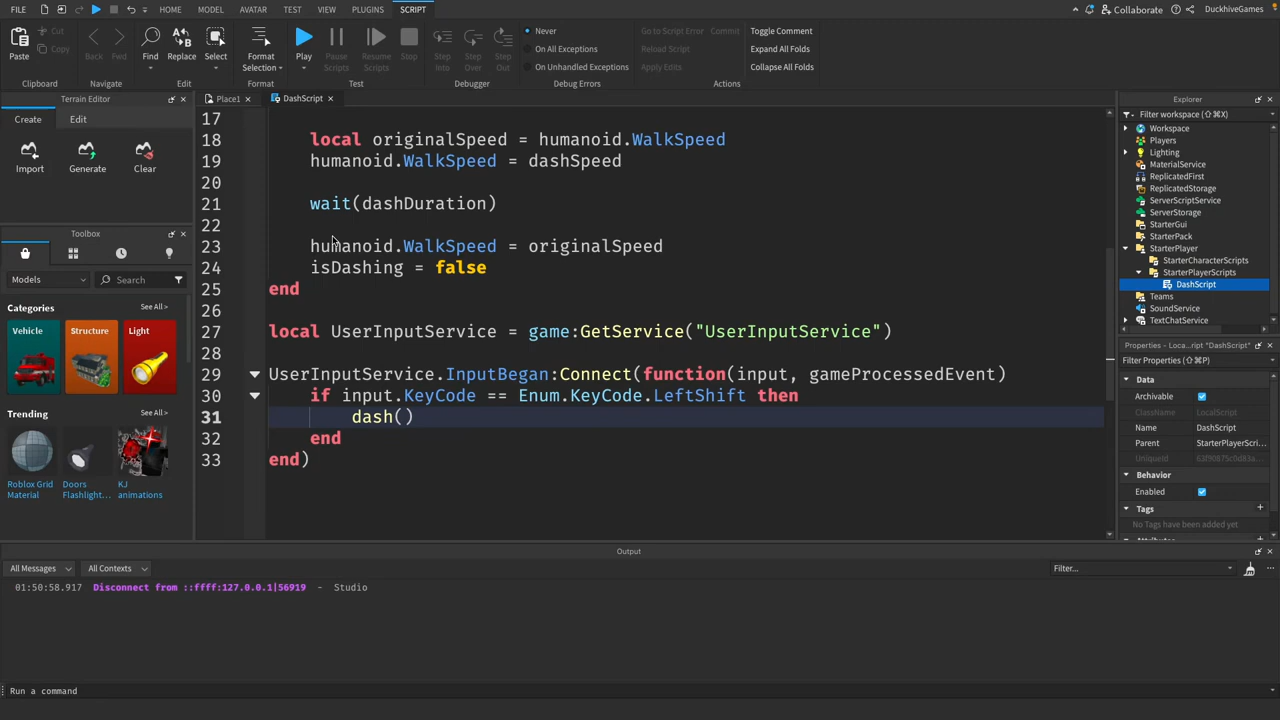 FILE HOME MODEL AVATAR TEST VIEW PLUGINS SCRIPT Collaborate DuckhiveGames
Paste Cut Copy Find Replace Select Format Selection Play Pause Scripts Resume Scripts Stop Step Into Step Over Step Out Never On All Exceptions On Unhandled Exceptions Go to Script Error Commit Reload Script Apply Edits Toggle Comment Expand All Folds Collapse All Folds
Clipboard Navigate Edit Format Test Debugger Debug Errors Actions
Terrain Editor
Create Edit
Import Generate Clear
Toolbox
Models Search
Categories See All >
Vehicle Structure Light
Trending See All >
Roblox Grid Material
Doors Flashlight...
KJ animations
Place1 DashScript
17
18 local originalSpeed = humanoid.WalkSpeed
19 humanoid.WalkSpeed = dashSpeed
20
21 wait(dashDuration)
22
23 humanoid.WalkSpeed = originalSpeed
24 isDashing = false
25 end
26
27 local UserInputService = game:GetService("UserInputService")
28
29 UserInputService.InputBegan:Connect(function(input, gameProcessedEvent)
30 if input.KeyCode == Enum.KeyCode.LeftShift then
31 dash()
32 end
33 end)
Explorer
Filter workspace (⇧⌘X)
Workspace
Players
Lighting
MaterialService
ReplicatedFirst
ReplicatedStorage
ServerScriptService
ServerStorage
StarterGui
StarterPack
StarterPlayer
StarterCharacterScripts
StarterPlayerScripts
DashScript
Teams
SoundService
TextChatService
Properties - Loca...ript "DashScript"
Filter Properties (⇧⌘P)
Data
Archivable
ClassName LocalScript
Name DashScript
Parent StarterPlayerScri...
UniqueId
Behavior
Enabled
Tags
No Tags have been added yet
Output
All Messages All Contexts Filter...
01:50:58.917 Disconnect from ::ffff:127.0.0.1|56919 - Studio
Run a command